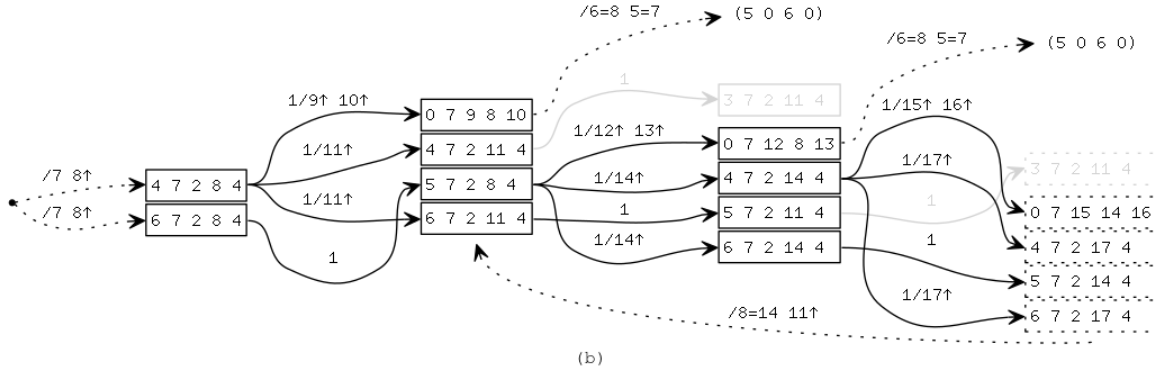 /6=8 5=7
(5 0 6 0)
/6=8 5=7
(5 0 6 0)
1
3 7 2 11 4
1/9↑ 10↑
0 7 9 8 10
1/15↑ 16↑
1/12↑ 13↑
0 7 12 8 13
1/11↑
4 7 2 11 4
1/17↑
3 7 2 11 4
/7 8↑
4 7 2 8 4
5 7 2 8 4
1/14↑
4 7 2 14 4
1/11↑
1
1
/7 8↑
6 7 2 8 4
6 7 2 11 4
5 7 2 11 4
0 7 15 14 16
1/14↑
6 7 2 14 4
1
4 7 2 17 4
1
5 7 2 14 4
1/17↑
/8=14 11↑
6 7 2 17 4
(b)